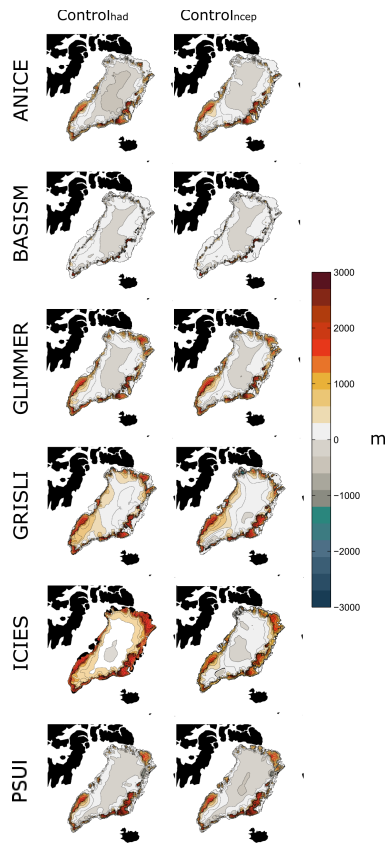 Controlhad Controlncep
ANICE
BASISM
GLIMMER
GRISLI
ICIES
PSUI
3000
2000
1000
0
−1000
−2000
−3000
m